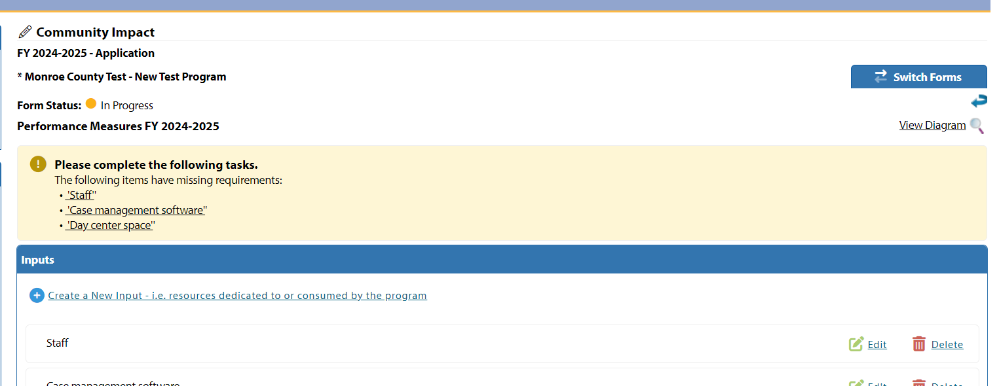 Community Impact
FY 2024-2025 - Application
* Monroe County Test - New Test Program
Switch Forms
Form Status: In Progress
Performance Measures FY 2024-2025
View Diagram
Please complete the following tasks.
The following items have missing requirements:
• 'Staff"
• 'Case management software"
• 'Day center space"
Inputs
Create a New Input - i.e. resources dedicated to or consumed by the program
Staff Edit Delete
Case management software Edit Delete